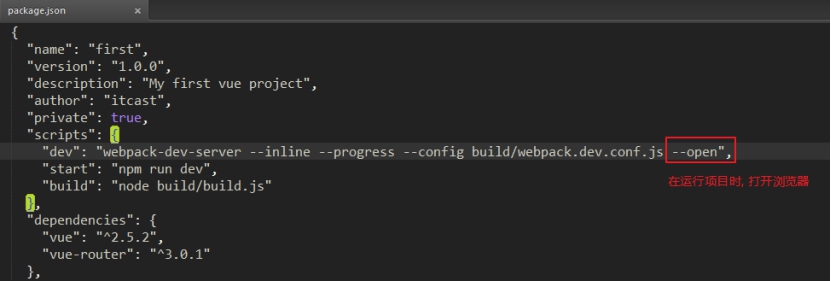 package.json ×
{
"name": "first",
"version": "1.0.0",
"description": "My first vue project",
"author": "itcast",
"private": true,
"scripts": {
"dev": "webpack-dev-server --inline --progress --config build/webpack.dev.conf.js --open",
"start": "npm run dev",
"build": "node build/build.js"
},
在运行项目时, 打开浏览器
"dependencies": {
"vue": "^2.5.2",
"vue-router": "^3.0.1"
},